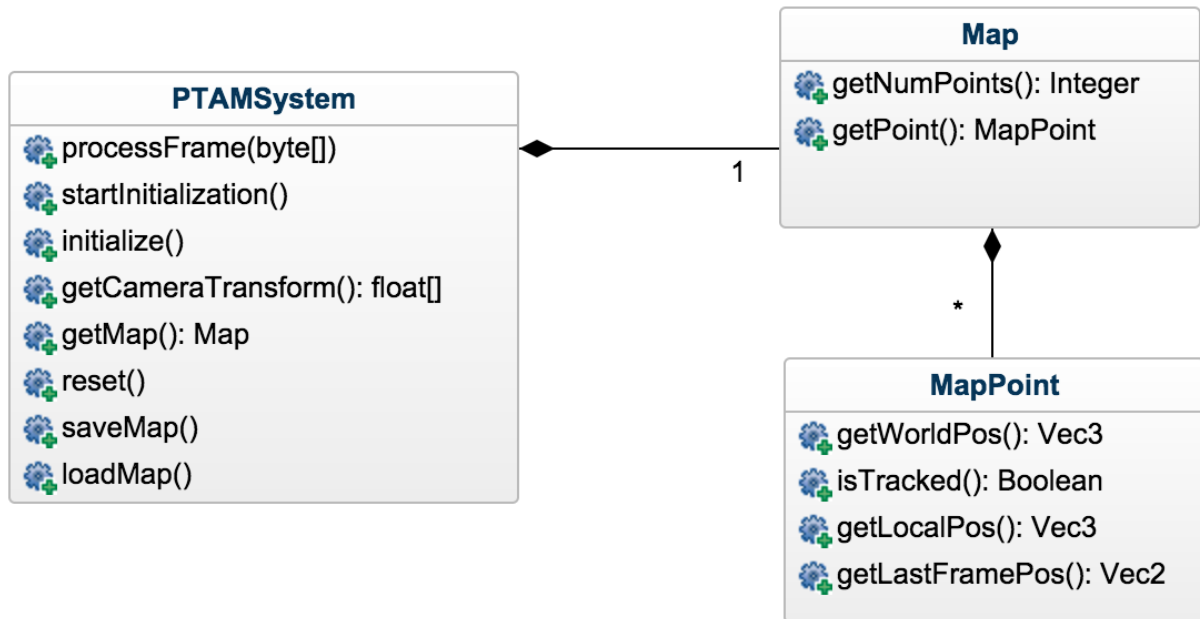 PTAMSystem
processFrame(byte[])
startInitialization()
initialize()
getCameraTransform(): float[]
getMap(): Map
reset()
saveMap()
loadMap()
1
Map
getNumPoints(): Integer
getPoint(): MapPoint
*
MapPoint
getWorldPos(): Vec3
isTracked(): Boolean
getLocalPos(): Vec3
getLastFramePos(): Vec2